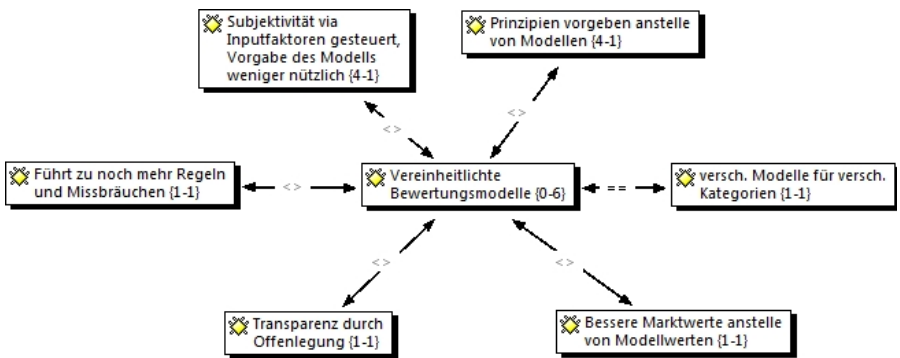 Subjektivität via
Inputfaktoren gesteuert,
Vorgabe des Modells
weniger nützlich {4-1}
Prinzipien vorgeben anstelle
von Modellen {4-1}
<>
<>
Führt zu noch mehr Regeln
und Missbräuchen {1-1}
<>
Vereinheitlichte
Bewertungsmodelle {0-6}
==
versch. Modelle für versch.
Kategorien {1-1}
<>
<>
Transparenz durch
Offenlegung {1-1}
Bessere Marktwerte anstelle
von Modellwerten {1-1}